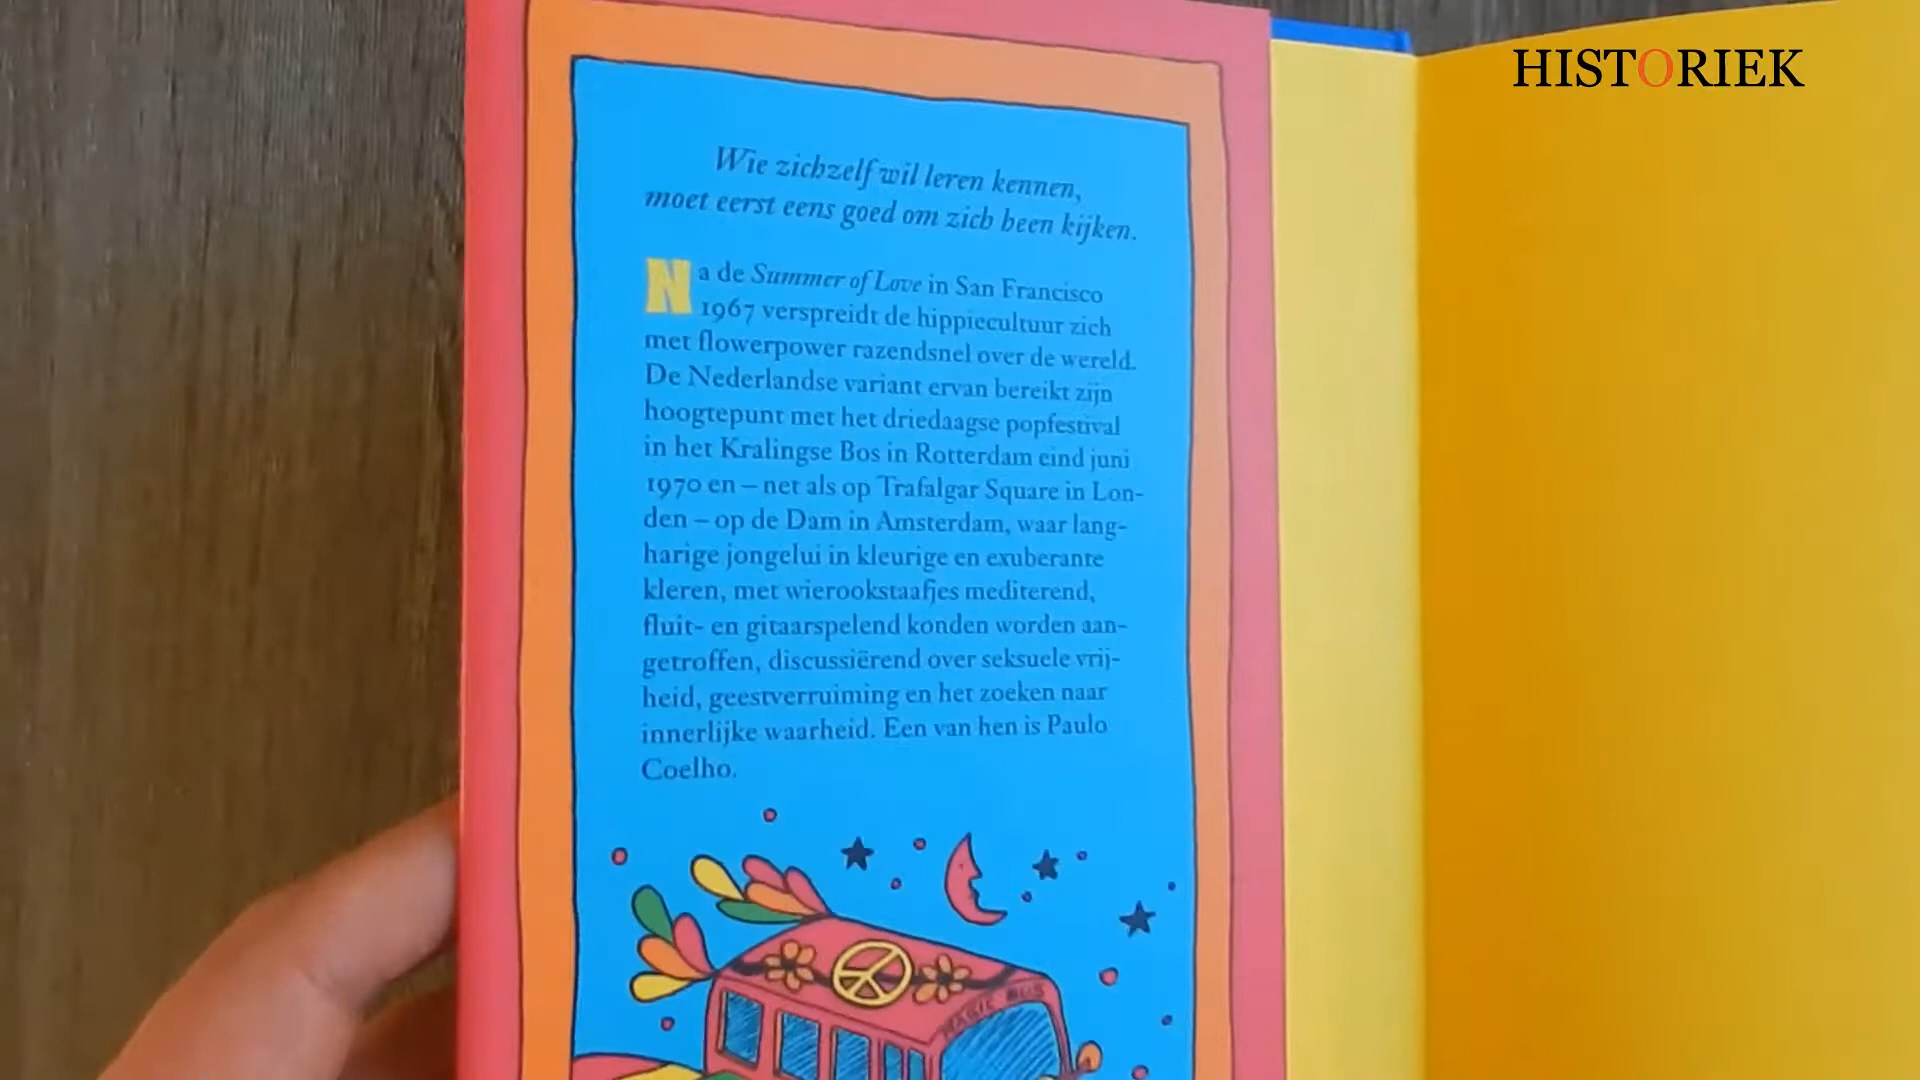 HISTORIEK
Wie zichzelf wil leren kennen,
moet eerst eens goed om zich heen kijken.
Na de Summer of Love in San Francisco
1967 verspreidt de hippiecultuur zich
met flowerpower razendsnel over de wereld.
De Nederlandse variant ervan bereikt zijn
hoogtepunt met het driedaagse popfestival
in het Kralingse Bos in Rotterdam eind juni
1970 en – net als op Trafalgar Square in Lon-
den – op de Dam in Amsterdam, waar lang-
harige jongelui in kleurige en exuberante
kleren, met wierookstaafjes mediterend,
fluit- en gitaarspelend konden worden aan-
getroffen, discussiërend over seksuele vrij-
heid, geestverruiming en het zoeken naar
innerlijke waarheid. Een van hen is Paulo
Coelho.
MAGIC BUS